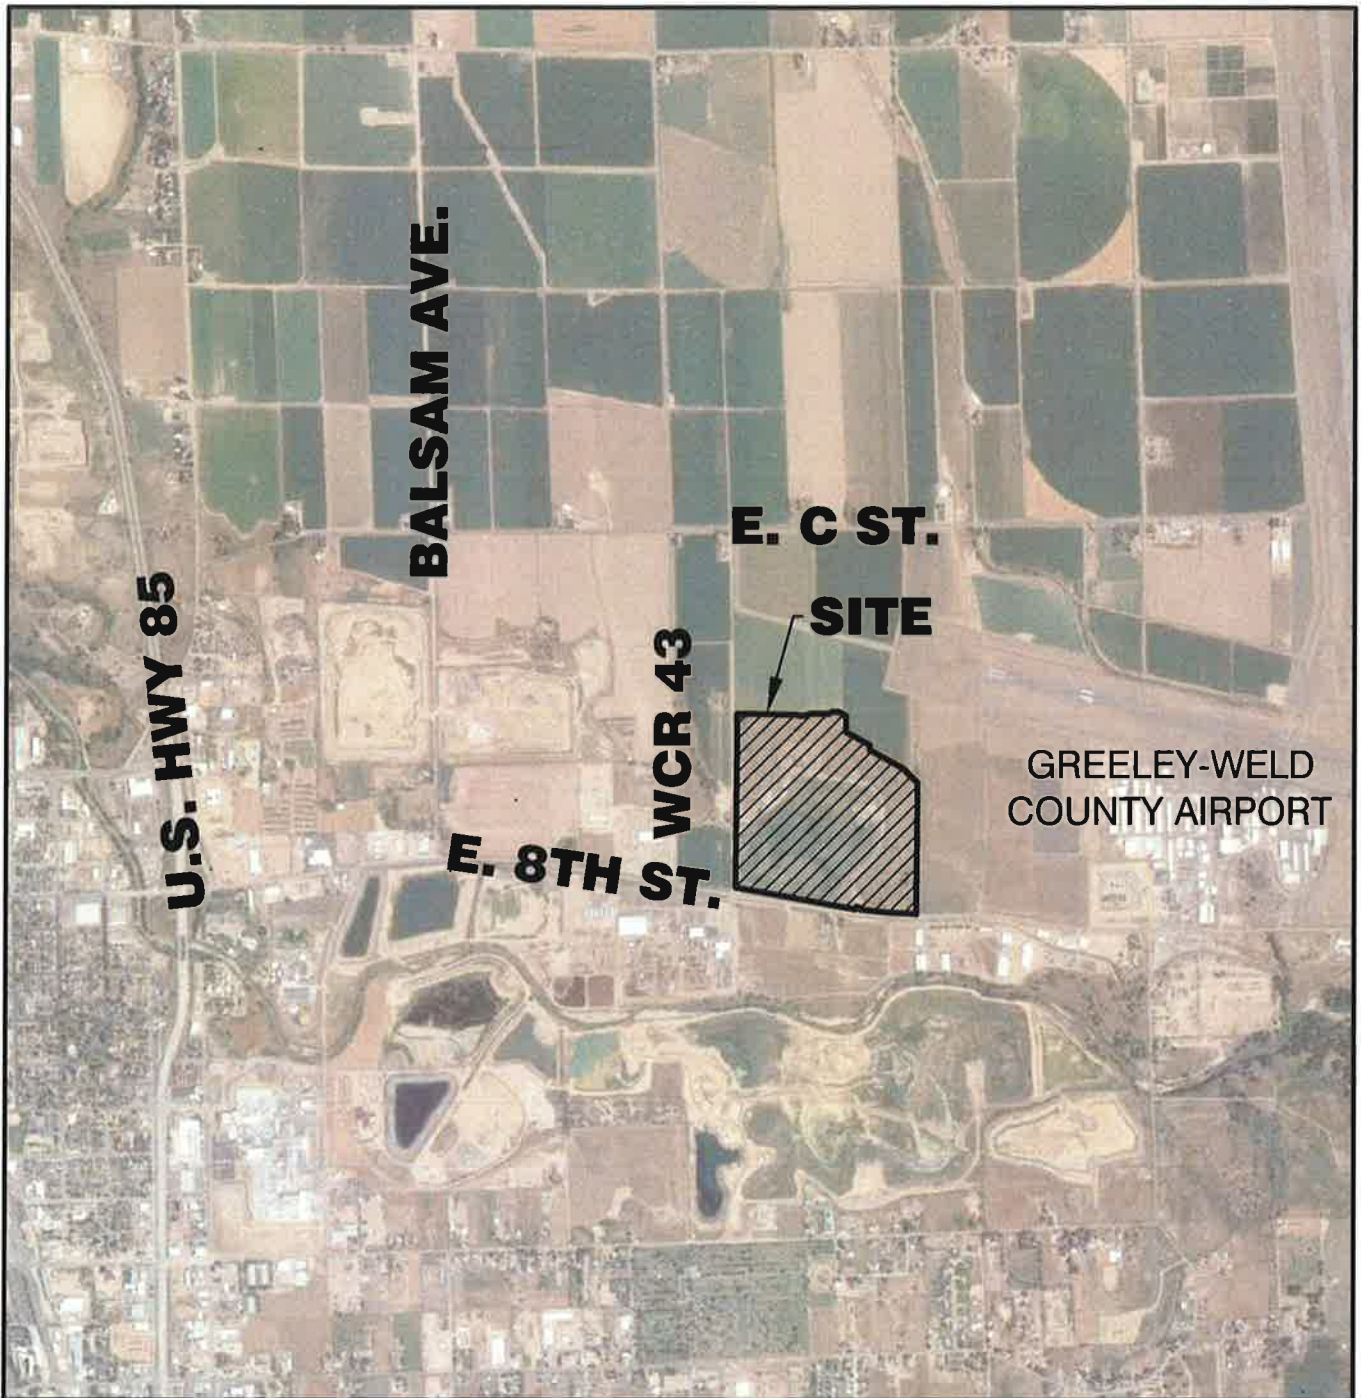 BALSAM AVE.
E. C ST.
SITE
U.S. HWY 85
WCR 43
GREELEY-WELD
COUNTY AIRPORT
E. 8TH ST.